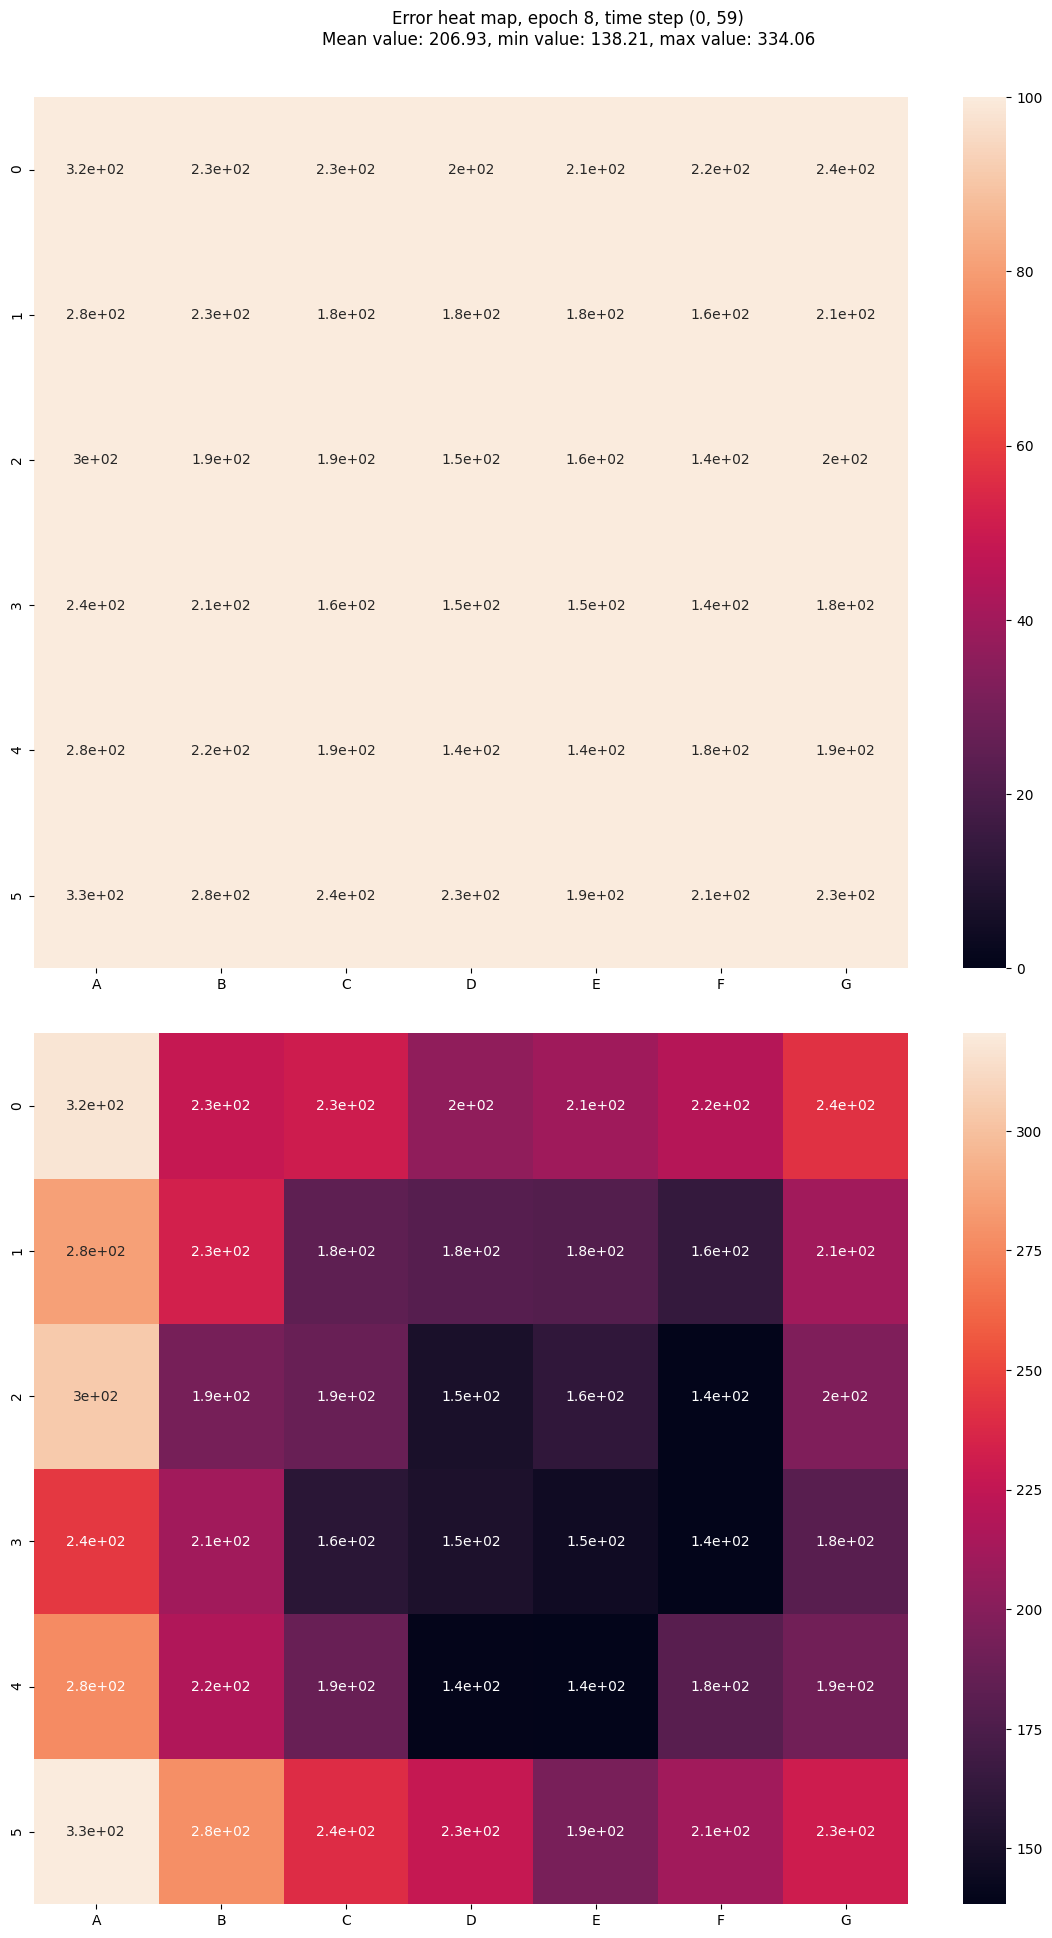 Error heat map, epoch 8, time step (0, 59)
Mean value: 206.93, min value: 138.21, max value: 334.06
0 3.2e+02 2.3e+02 2.3e+02 2e+02 2.1e+02 2.2e+02 2.4e+02
1 2.8e+02 2.3e+02 1.8e+02 1.8e+02 1.8e+02 1.6e+02 2.1e+02
2 3e+02 1.9e+02 1.9e+02 1.5e+02 1.6e+02 1.4e+02 2e+02
3 2.4e+02 2.1e+02 1.6e+02 1.5e+02 1.5e+02 1.4e+02 1.8e+02
4 2.8e+02 2.2e+02 1.9e+02 1.4e+02 1.4e+02 1.8e+02 1.9e+02
5 3.3e+02 2.8e+02 2.4e+02 2.3e+02 1.9e+02 2.1e+02 2.3e+02
A B C D E F G
100
80
60
40
20
0
0 3.2e+02 2.3e+02 2.3e+02 2e+02 2.1e+02 2.2e+02 2.4e+02
1 2.8e+02 2.3e+02 1.8e+02 1.8e+02 1.8e+02 1.6e+02 2.1e+02
2 3e+02 1.9e+02 1.9e+02 1.5e+02 1.6e+02 1.4e+02 2e+02
3 2.4e+02 2.1e+02 1.6e+02 1.5e+02 1.5e+02 1.4e+02 1.8e+02
4 2.8e+02 2.2e+02 1.9e+02 1.4e+02 1.4e+02 1.8e+02 1.9e+02
5 3.3e+02 2.8e+02 2.4e+02 2.3e+02 1.9e+02 2.1e+02 2.3e+02
A B C D E F G
300
275
250
225
200
175
150